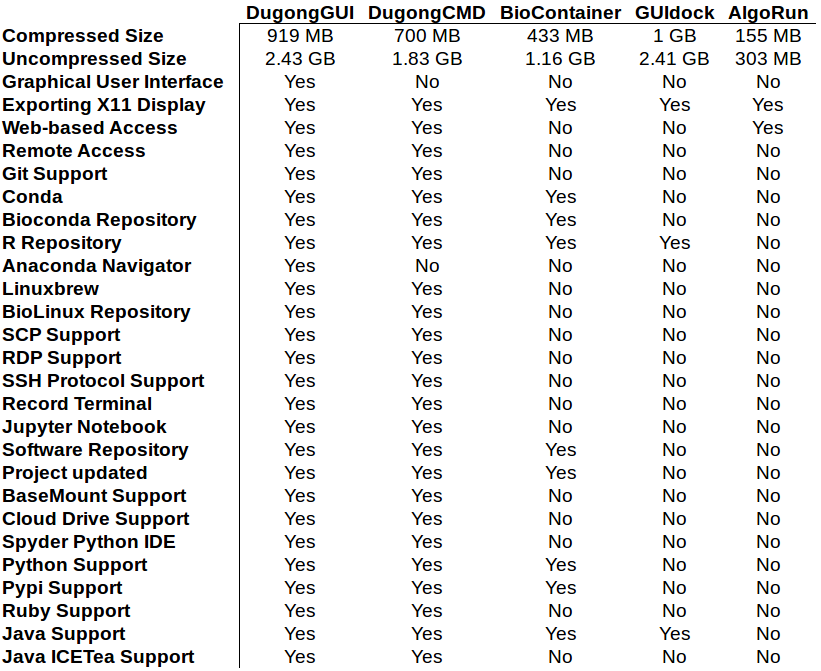 DugongGUI DugongCMD BioContainer GUIdock AlgoRun
Compressed Size 919 MB 700 MB 433 MB 1 GB 155 MB
Uncompressed Size 2.43 GB 1.83 GB 1.16 GB 2.41 GB 303 MB
Graphical User Interface Yes No No No No
Exporting X11 Display Yes Yes Yes Yes Yes
Web-based Access Yes Yes No No Yes
Remote Access Yes Yes No No No
Git Support Yes Yes No No No
Conda Yes Yes Yes No No
Bioconda Repository Yes Yes Yes No No
R Repository Yes Yes Yes Yes No
Anaconda Navigator Yes No No No No
Linuxbrew Yes Yes No No No
BioLinux Repository Yes Yes No No No
SCP Support Yes Yes No No No
RDP Support Yes Yes No No No
SSH Protocol Support Yes Yes No No No
Record Terminal Yes Yes No No No
Jupyter Notebook Yes Yes No No No
Software Repository Yes Yes Yes No No
Project updated Yes Yes Yes No No
BaseMount Support Yes Yes No No No
Cloud Drive Support Yes Yes No No No
Spyder Python IDE Yes Yes No No No
Python Support Yes Yes Yes No No
Pypi Support Yes Yes Yes No No
Ruby Support Yes Yes No No No
Java Support Yes Yes Yes Yes No
Java ICETea Support Yes Yes No No No